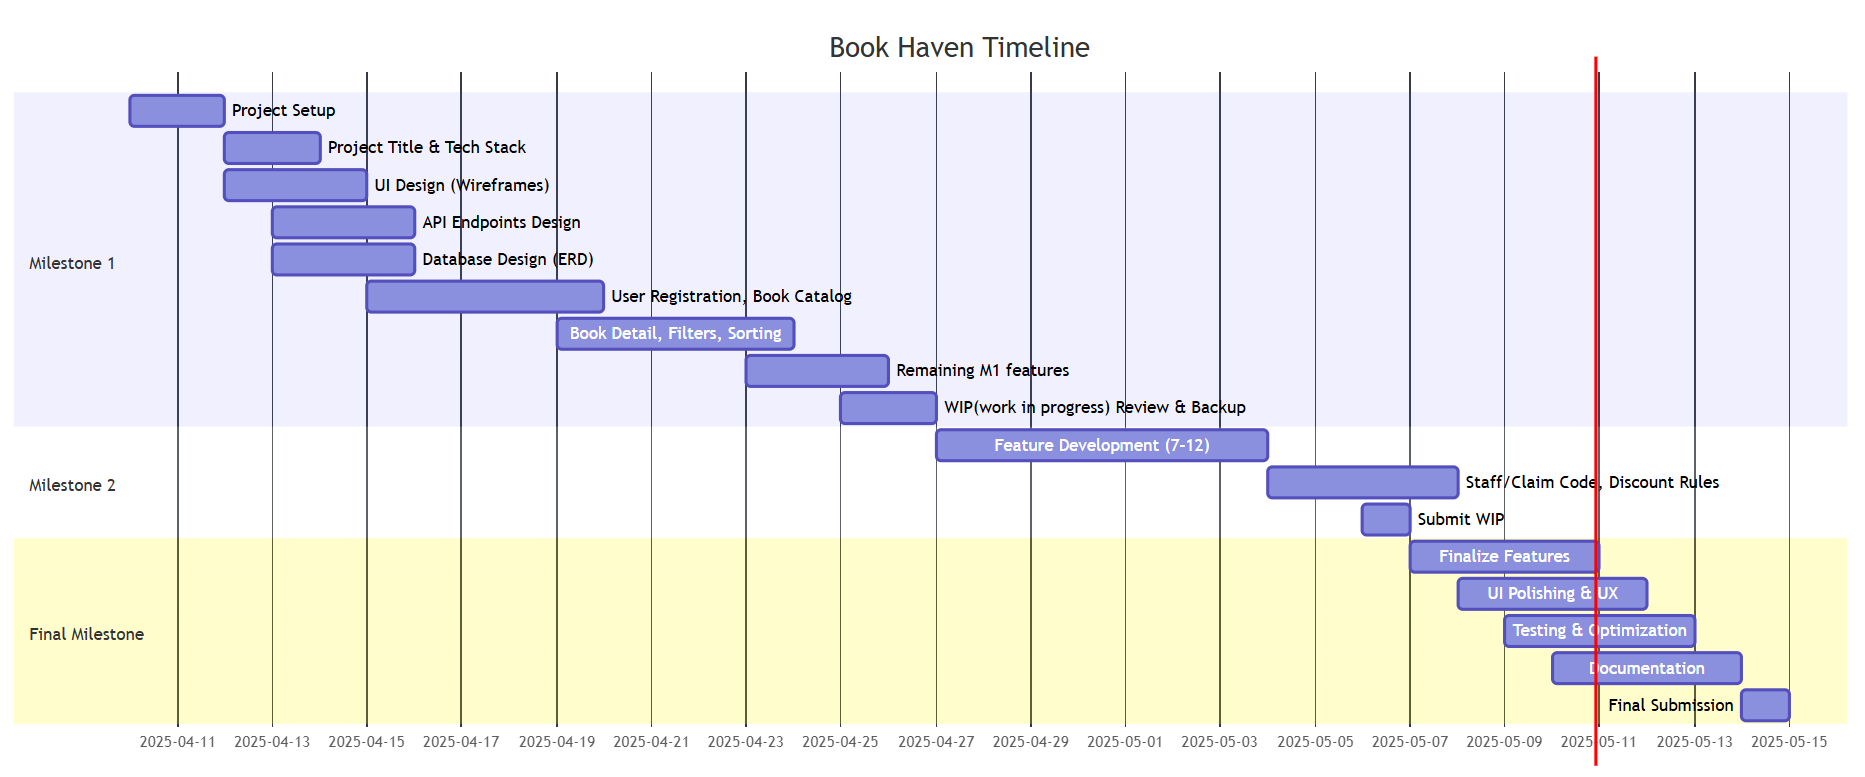 Book Haven Timeline
Project Setup
Project Title & Tech Stack
UI Design (Wireframes)
API Endpoints Design
Milestone 1
Database Design (ERD)
User Registration, Book Catalog
Book Detail, Filters, Sorting
Remaining M1 features
WIP(work in progress) Review & Backup
Feature Development (7-12)
Milestone 2
Staff/Claim Code, Discount Rules
Submit WIP
Finalize Features
UI Polishing & UX
Final Milestone
Testing & Optimization
Documentation
Final Submission
2025-04-11 2025-04-13 2025-04-15 2025-04-17 2025-04-19 2025-04-21 2025-04-23 2025-04-25 2025-04-27 2025-04-29 2025-05-01 2025-05-03 2025-05-05 2025-05-07 2025-05-09 2025-05-11 2025-05-13 2025-05-15